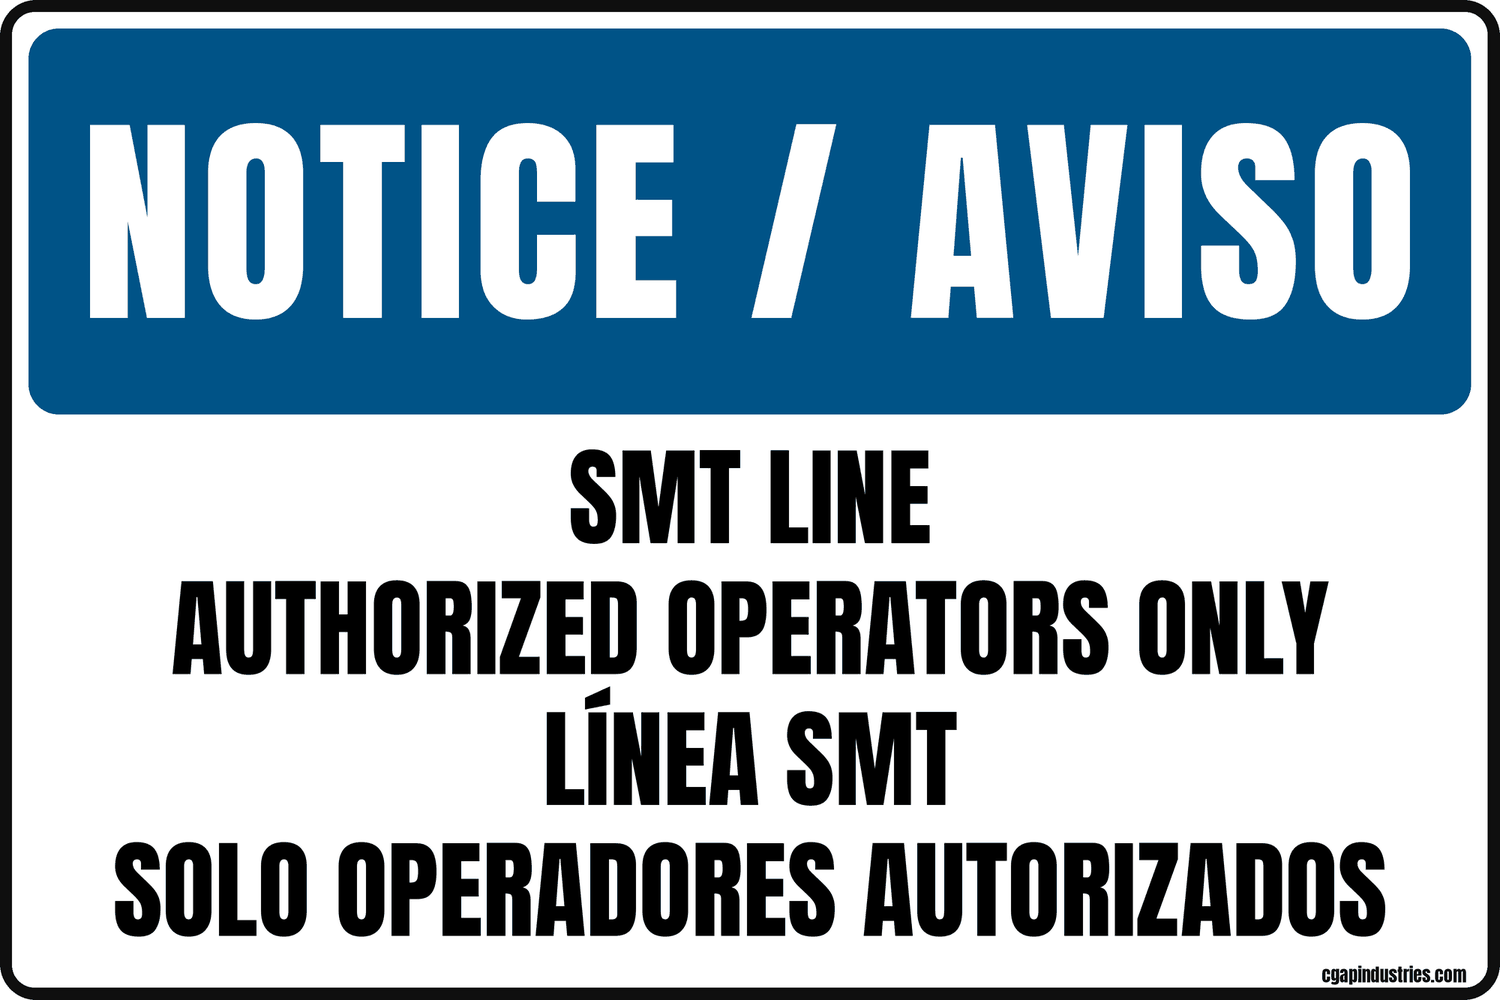 NOTICE / AVISO
SMT LINE
AUTHORIZED OPERATORS ONLY
LÍNEA SMT
SOLO OPERADORES AUTORIZADOS
cgapindustries.com